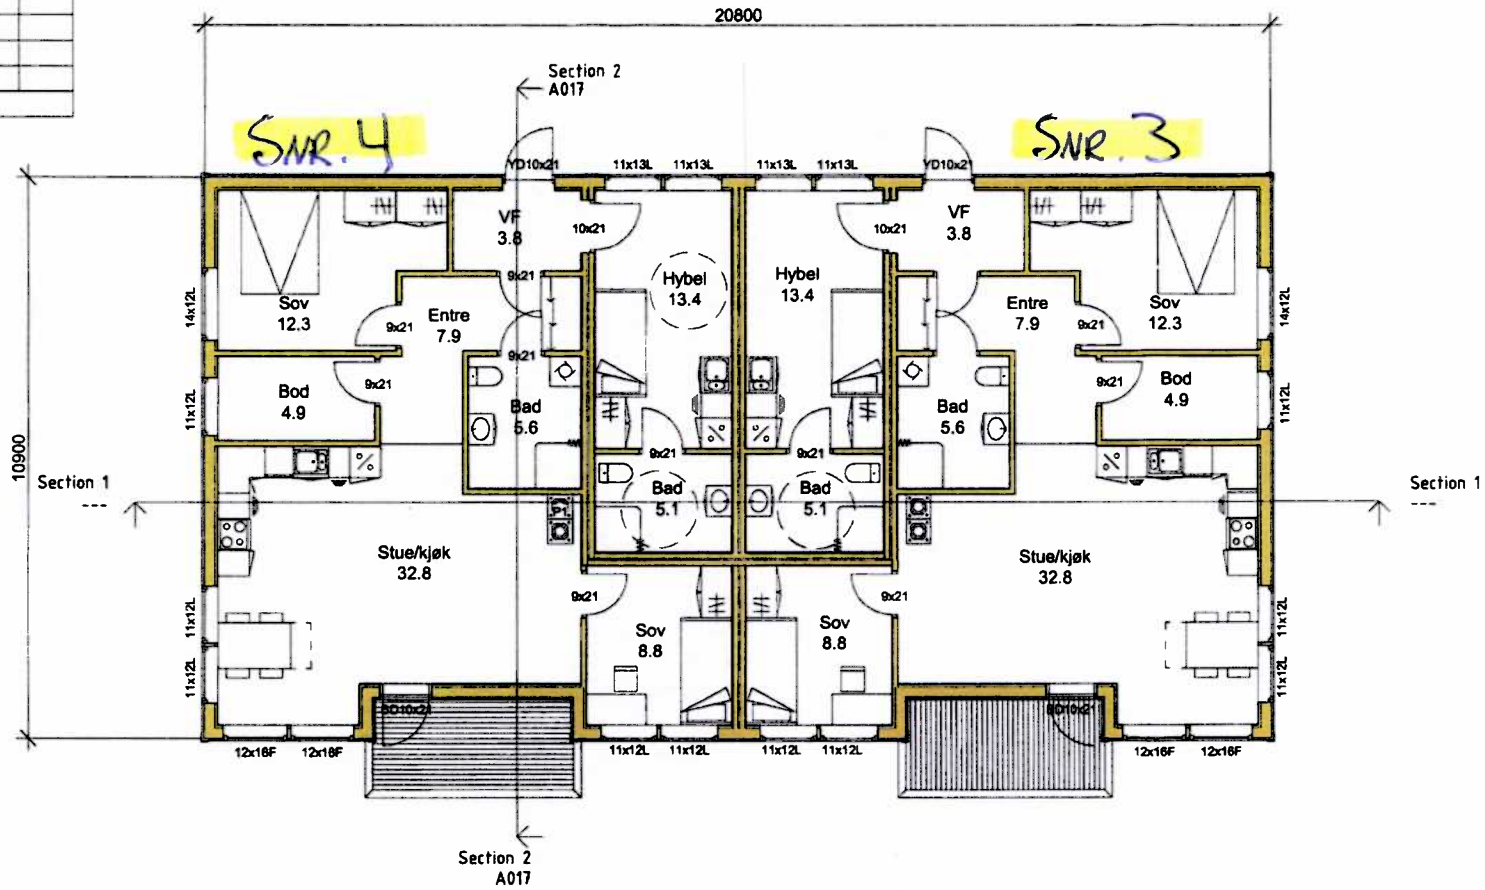 20800
Section 2
A017
SNR. 4
SNR. 3
YD10x21
11x13L
11x13L
11x13L
11x13L
YD10x21
VF
3.8
10x21
10x21
VF
3.8
Hybel
13.4
Hybel
13.4
9x21
9x21
14x12L
Sov
12.3
9x21
Entre
7.9
Entre
7.9
9x21
Sov
12.3
14x12L
9x21
11x12L
Bod
4.9
9x21
Bad
5.6
Bad
5.6
9x21
Bod
4.9
11x12L
10900
9x21
9x21
Section 1
---
Bad
5.1
Bad
5.1
Section 1
---
Stue/kjøk
32.8
Stue/kjøk
32.8
9x21
9x21
11x12L
11x12L
Sov
8.8
Sov
8.8
11x12L
11x12L
12x16F
12x16F
11x12L
11x12L
11x12L
11x12L
12x16F
12x16F
Section 2
A017